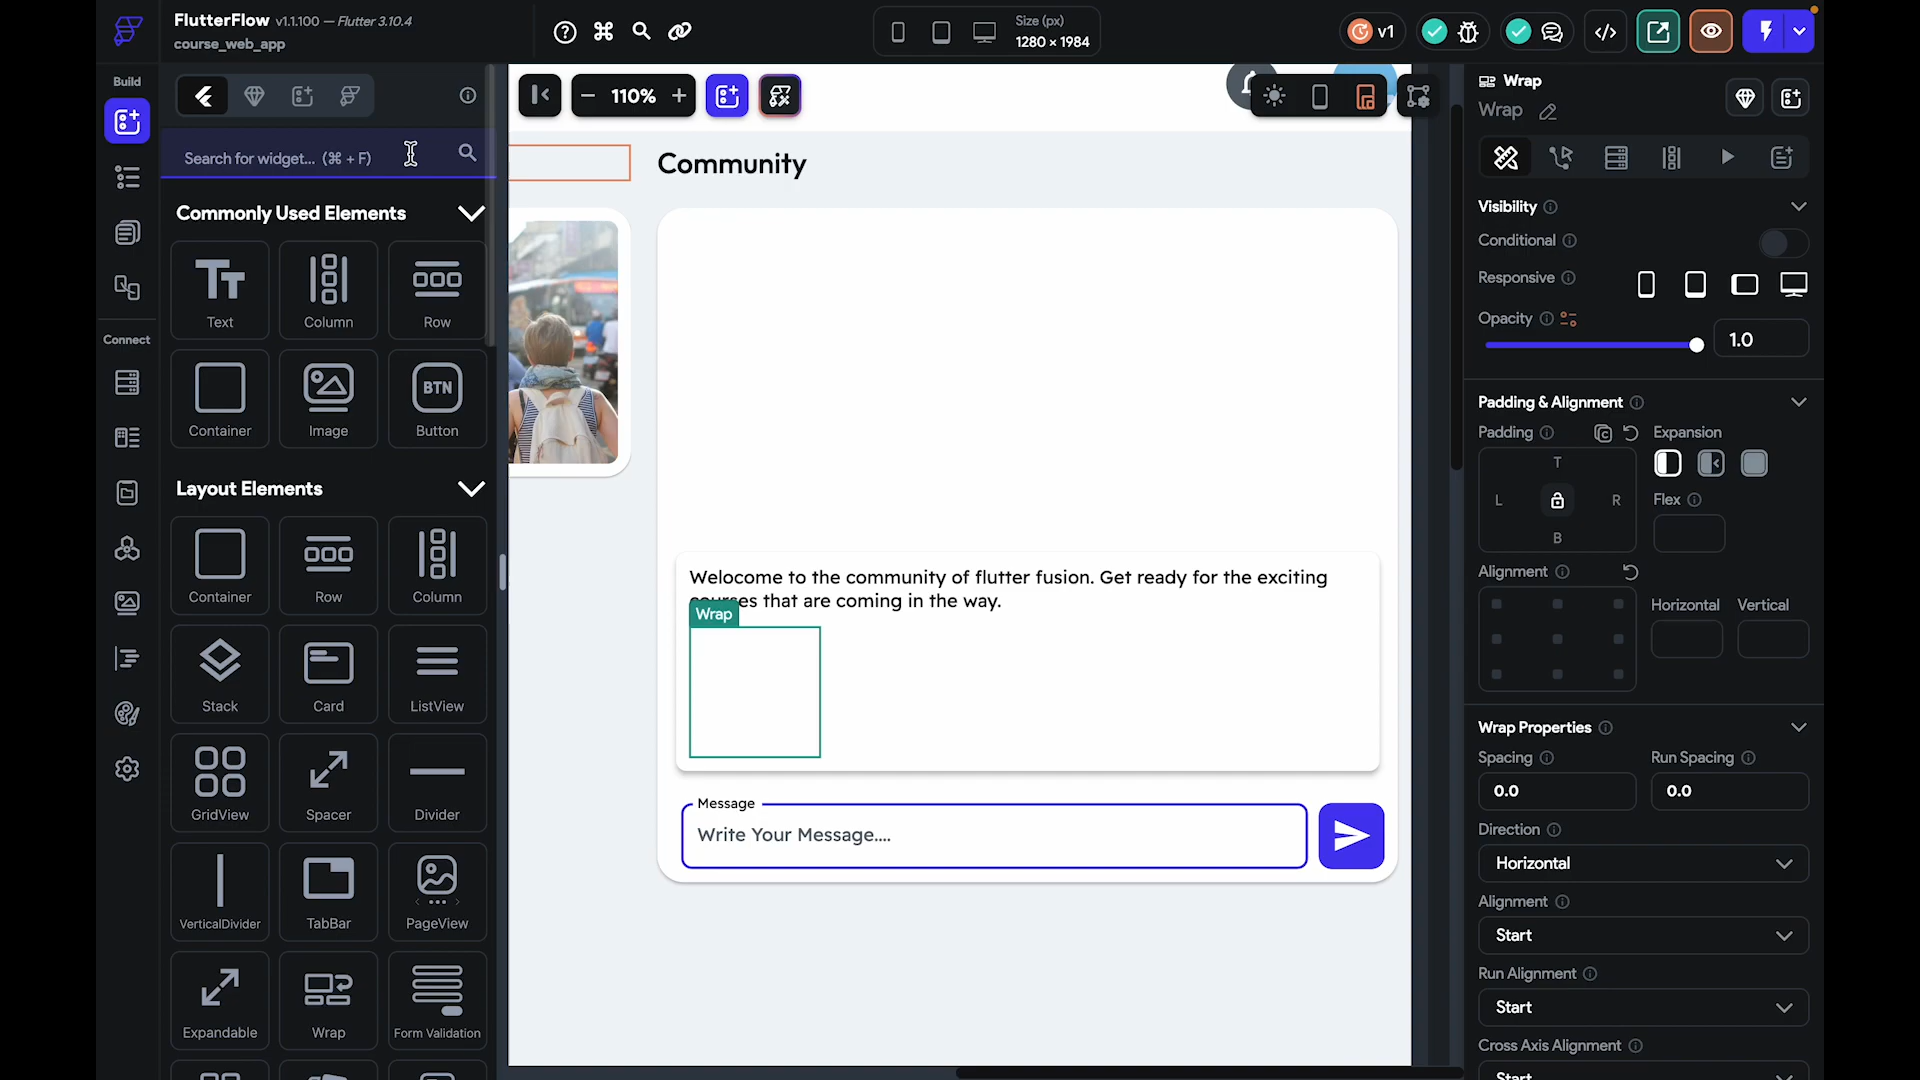 FlutterFlow v1.1.100 — Flutter 3.10.4
course_web_app
Size (px)
1280 × 1984
v1
Build
Connect
110%
Search for widget... (⌘ + F)
Commonly Used Elements
Text
Column
Row
Container
Image
BTN
Button
Layout Elements
Container
Row
Column
Stack
Card
ListView
GridView
Spacer
Divider
VerticalDivider
TabBar
PageView
Expandable
Wrap
Form Validation
Community
Welocome to the community of flutter fusion. Get ready for the exciting
courses that are coming in the way.
Wrap
Message
Write Your Message....
Wrap
Wrap
Visibility
Conditional
Responsive
Opacity
1.0
Padding & Alignment
Padding
Expansion
T
L
R
B
Flex
Alignment
Horizontal
Vertical
Wrap Properties
Spacing
Run Spacing
0.0
0.0
Direction
Horizontal
Alignment
Start
Run Alignment
Start
Cross Axis Alignment
Start